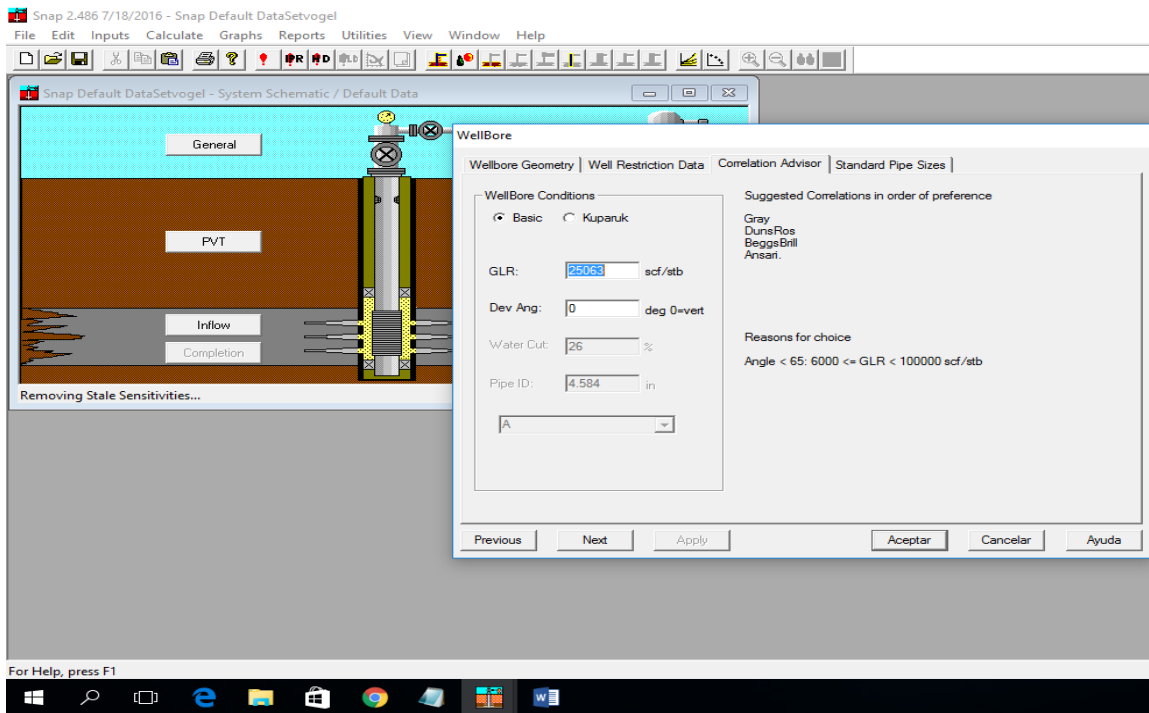 Snap 2.486 7/18/2016 - Snap Default DataSetvogel
File Edit Inputs Calculate Graphs Reports Utilities View Window Help
Snap Default DataSetvogel - System Schematic / Default Data
General
PVT
Inflow
Completion
Removing Stale Sensitivities...
WellBore
Wellbore Geometry Well Restriction Data Correlation Advisor Standard Pipe Sizes
WellBore Conditions
Basic Kuparuk
GLR: 25063 scf/stb
Dev Ang: 0 deg 0=vert
Water Cut: 26 %
Pipe ID: 4.584 in
A
Suggested Correlations in order of preference
Gray
DunsRos
BeggsBrill
Ansari.
Reasons for choice
Angle < 65: 6000 <= GLR < 100000 scf/stb
Previous Next Apply Aceptar Cancelar Ayuda
For Help, press F1